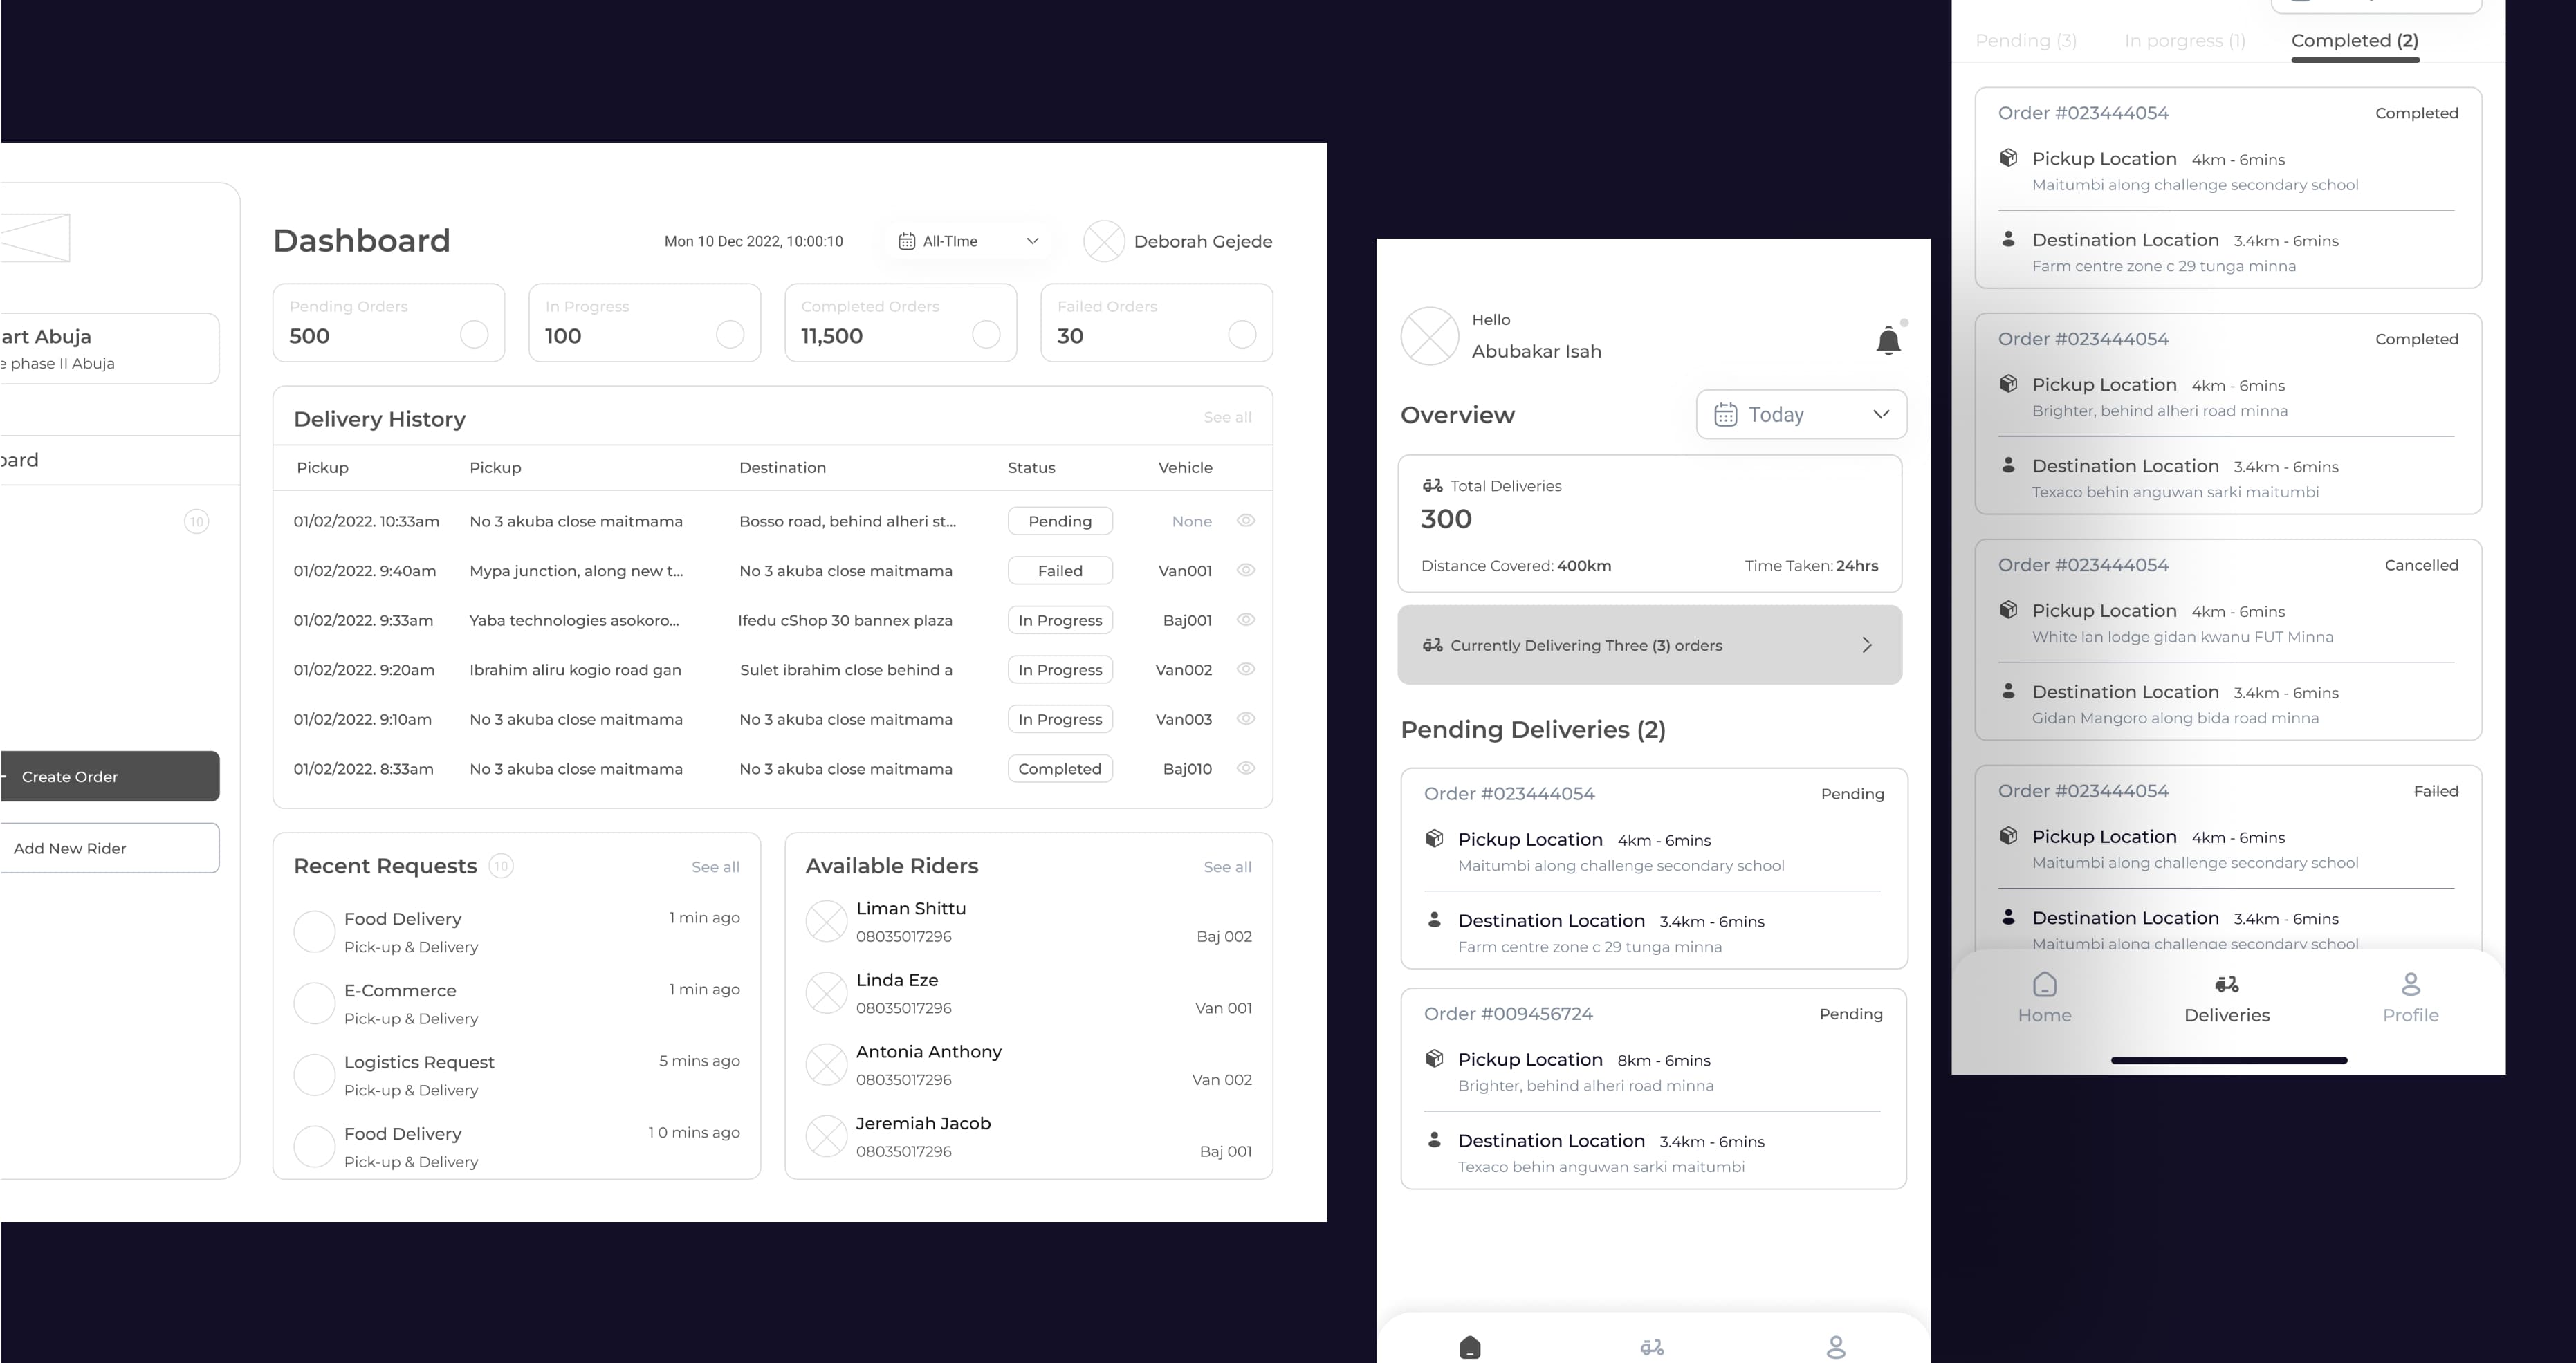 art Abuja
e phase II Abuja
oard
10
Create Order
Add New Rider
Dashboard
Mon 10 Dec 2022, 10:00:10
All-TIme
Deborah Gejede
Pending Orders
500
In Progress
100
Completed Orders
11,500
Failed Orders
30
Delivery History
See all
Pickup Pickup Destination Status Vehicle
01/02/2022. 10:33am No 3 akuba close maitmama Bosso road, behind alheri st... Pending None
01/02/2022. 9:40am Mypa junction, along new t... No 3 akuba close maitmama Failed Van001
01/02/2022. 9:33am Yaba technologies asokoro... Ifedu cShop 30 bannex plaza In Progress Baj001
01/02/2022. 9:20am Ibrahim aliru kogio road gan Sulet ibrahim close behind a In Progress Van002
01/02/2022. 9:10am No 3 akuba close maitmama No 3 akuba close maitmama In Progress Van003
01/02/2022. 8:33am No 3 akuba close maitmama No 3 akuba close maitmama Completed Baj010
Recent Requests 10 See all
Food Delivery 1 min ago
Pick-up & Delivery
E-Commerce 1 min ago
Pick-up & Delivery
Logistics Request 5 mins ago
Pick-up & Delivery
Food Delivery 1 0 mins ago
Pick-up & Delivery
Available Riders See all
Liman Shittu
08035017296 Baj 002
Linda Eze
08035017296 Van 001
Antonia Anthony
08035017296 Van 002
Jeremiah Jacob
08035017296 Baj 001
Hello
Abubakar Isah
Overview
Today
Total Deliveries
300
Distance Covered: 400km Time Taken: 24hrs
Currently Delivering Three (3) orders
Pending Deliveries (2)
Order #023444054 Pending
Pickup Location 4km - 6mins
Maitumbi along challenge secondary school
Destination Location 3.4km - 6mins
Farm centre zone c 29 tunga minna
Order #009456724 Pending
Pickup Location 8km - 6mins
Brighter, behind alheri road minna
Destination Location 3.4km - 6mins
Texaco behin anguwan sarki maitumbi
Pending (3) In porgress (1) Completed (2)
Order #023444054 Completed
Pickup Location 4km - 6mins
Maitumbi along challenge secondary school
Destination Location 3.4km - 6mins
Farm centre zone c 29 tunga minna
Order #023444054 Completed
Pickup Location 4km - 6mins
Brighter, behind alheri road minna
Destination Location 3.4km - 6mins
Texaco behin anguwan sarki maitumbi
Order #023444054 Cancelled
Pickup Location 4km - 6mins
White lan lodge gidan kwanu FUT Minna
Destination Location 3.4km - 6mins
Gidan Mangoro along bida road minna
Order #023444054 Failed
Pickup Location 4km - 6mins
Maitumbi along challenge secondary school
Destination Location 3.4km - 6mins
Maitumbi along challenge secondary school
Home Deliveries Profile